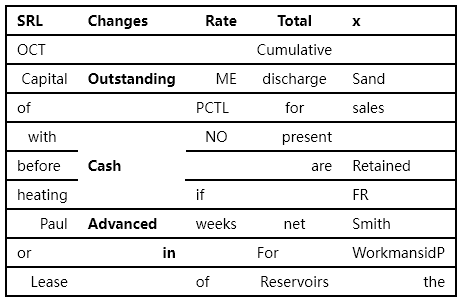 SRL Changes Rate Total x
OCT Cumulative
Capital Outstanding ME discharge Sand
of PCTL for sales
with NO present
before Cash are Retained
heating if FR
Paul Advanced weeks net Smith
or in For WorkmansidP
Lease of Reservoirs the